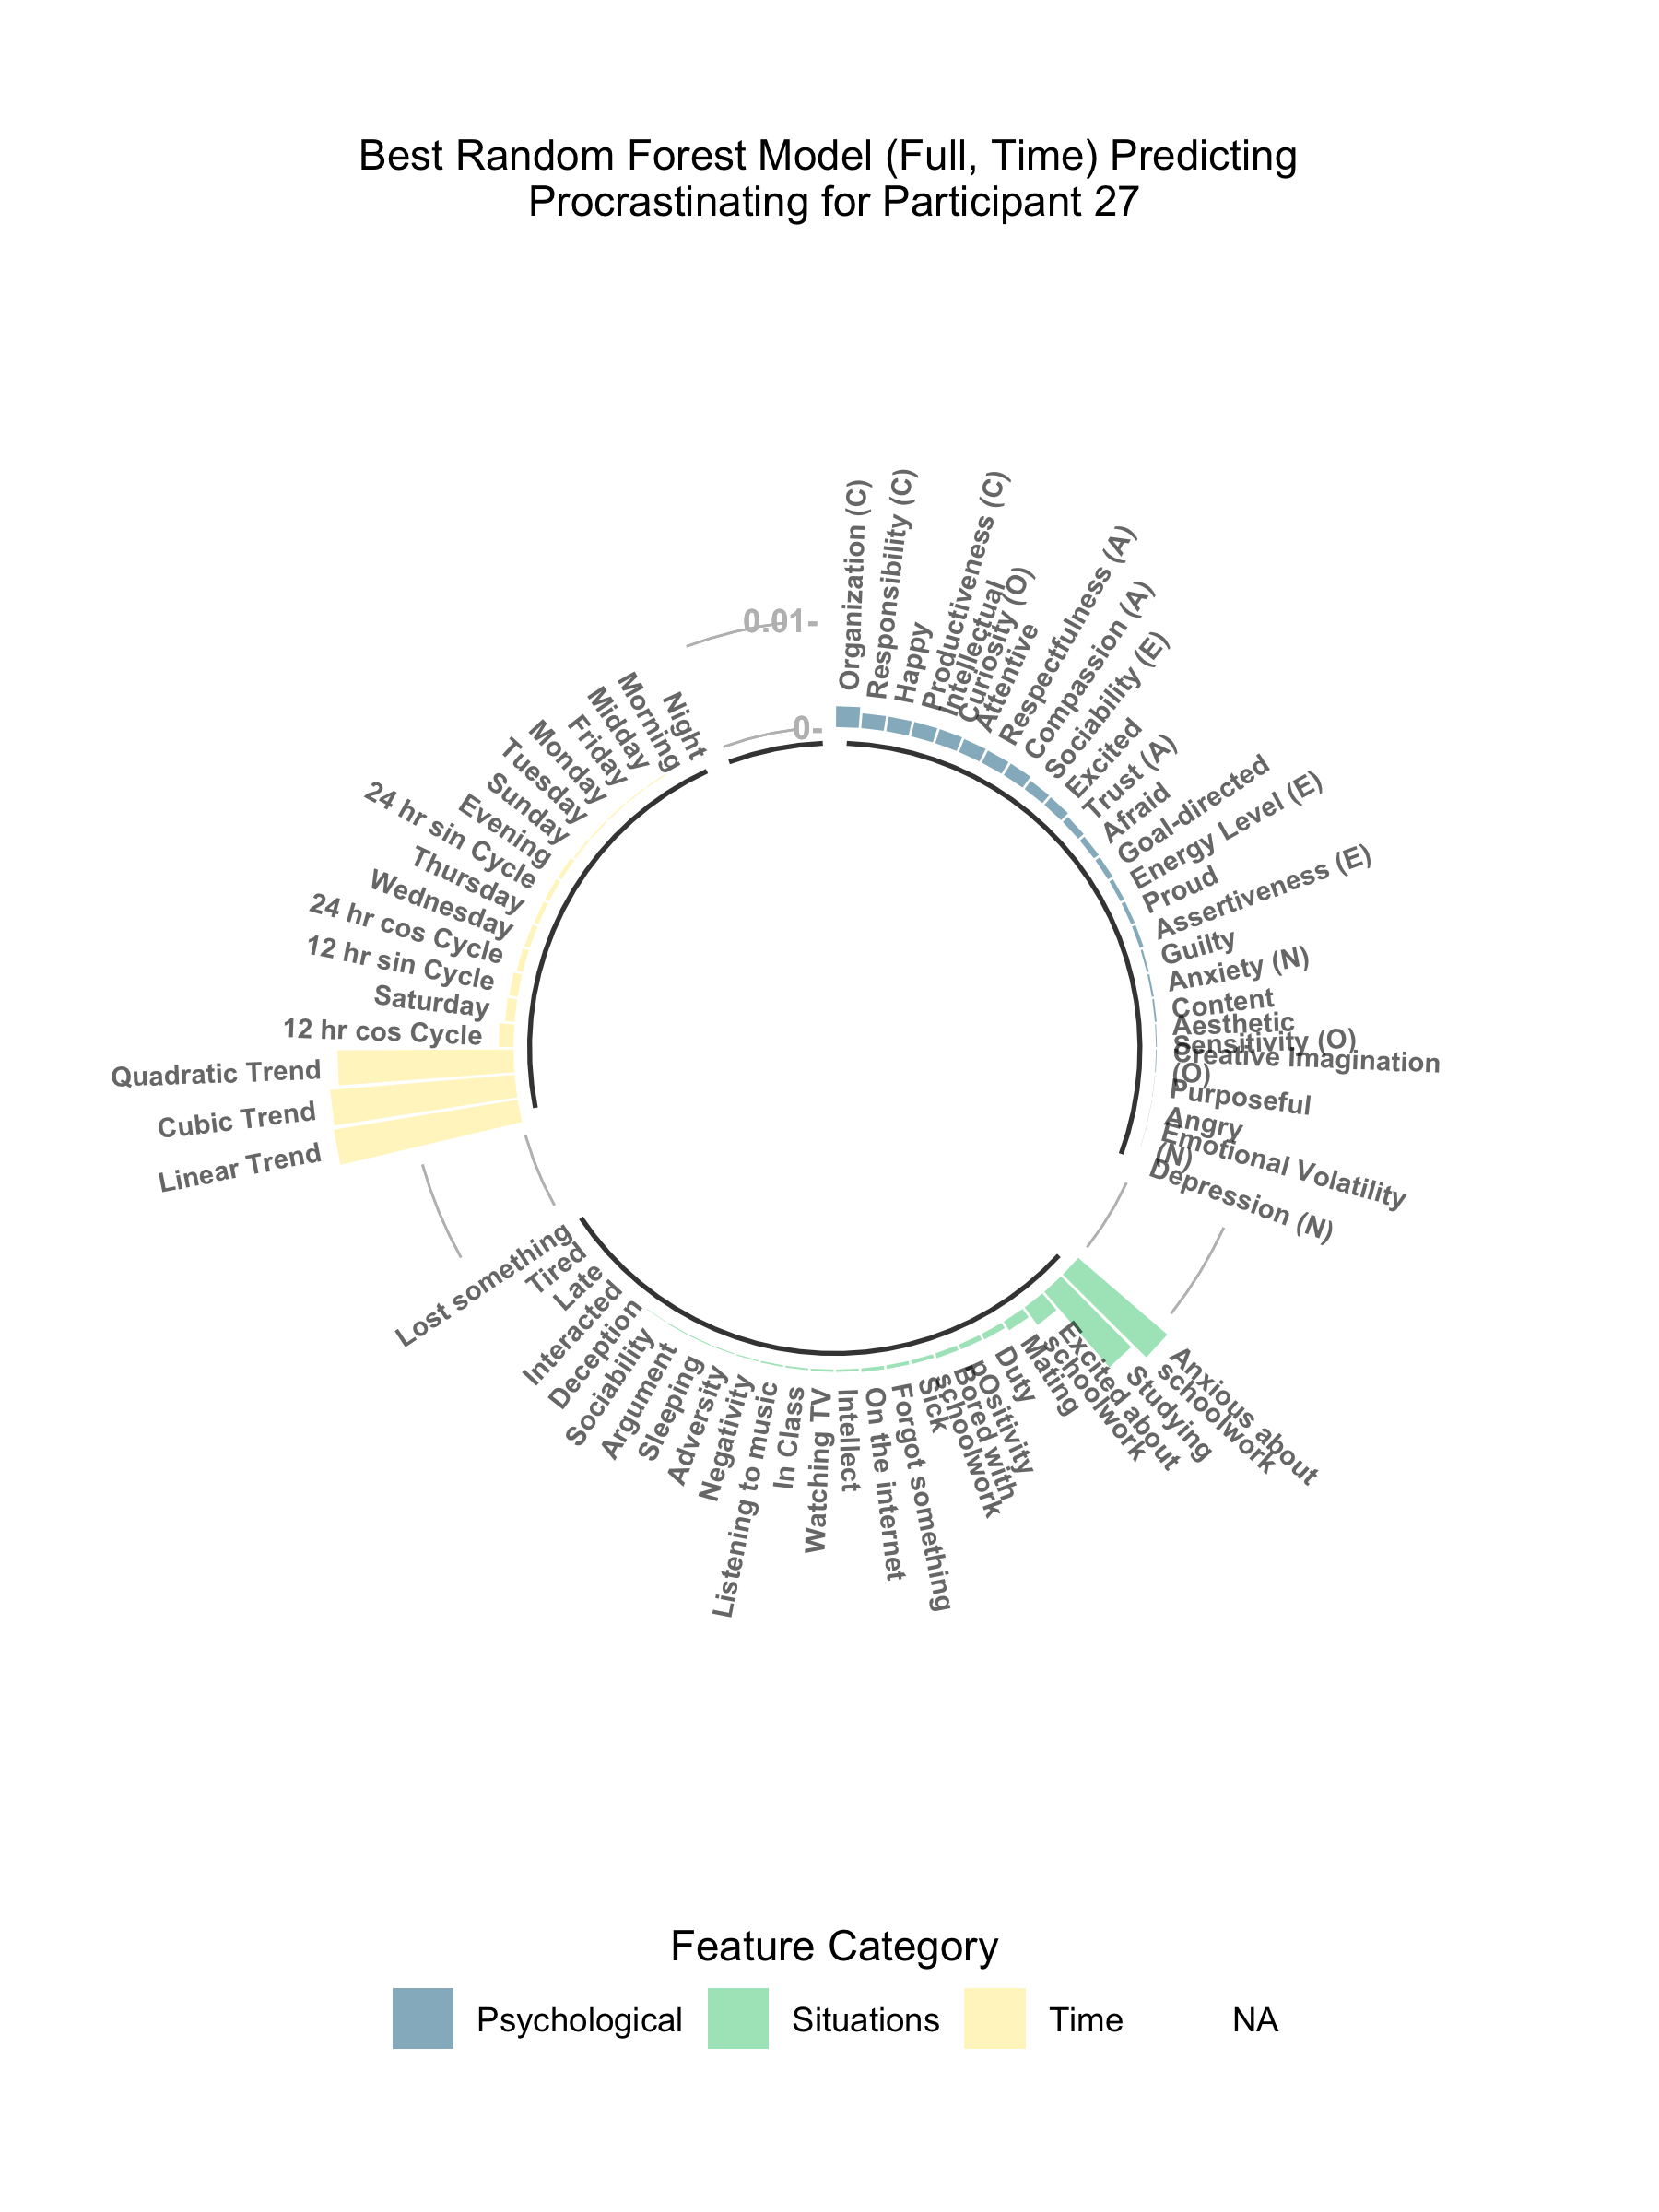 Best Random Forest Model (Full, Time) Predicting
Procrastinating for Participant 27
0.01-
0-
Organization (C)
Responsibility (C)
Happy
Productiveness (C)
Intellectual
Curiosity (O)
Attentive
Respectfulness (A)
Compassion (A)
Sociability (E)
Excited
Trust (A)
Afraid
Goal-directed
Energy Level (E)
Proud
Assertiveness (E)
Guilty
Anxiety (N)
Content
Aesthetic
Sensitivity (O)
Creative Imagination
(O)
Purposeful
Angry
Emotional Volatility
(N)
Depression (N)
Anxious about
schoolwork
Studying
Excited about
schoolwork
Mating
Duty
pOsitivity
Bored with
schoolwork
Sick
Forgot something
On the internet
Intellect
Watching TV
In Class
Listening to music
Negativity
Adversity
Sleeping
Argument
Sociability
Deception
Interacted
Late
Tired
Lost something
Linear Trend
Cubic Trend
Quadratic Trend
12 hr cos Cycle
Saturday
12 hr sin Cycle
24 hr cos Cycle
Wednesday
Thursday
24 hr sin Cycle
Evening
Sunday
Tuesday
Monday
Friday
Midday
Morning
Night
Feature Category
Psychological
Situations
Time
NA